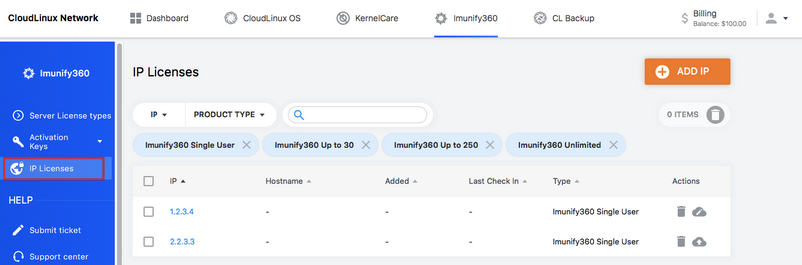 CloudLinux Network
Dashboard
CloudLinux OS
KernelCare
Imunify360
CL Backup
Billing
Balance: $100.00
Imunify360
Server License types
Activation
Keys
IP Licenses
HELP
Submit ticket
Support center
IP Licenses
ADD IP
IP
PRODUCT TYPE
0 ITEMS
Imunify360 Single User
Imunify360 Up to 30
Imunify360 Up to 250
Imunify360 Unlimited
IP Hostname Added Last Check In Type Actions
1.2.3.4 - - - Imunify360 Single User
2.2.3.3 - - - Imunify360 Single User